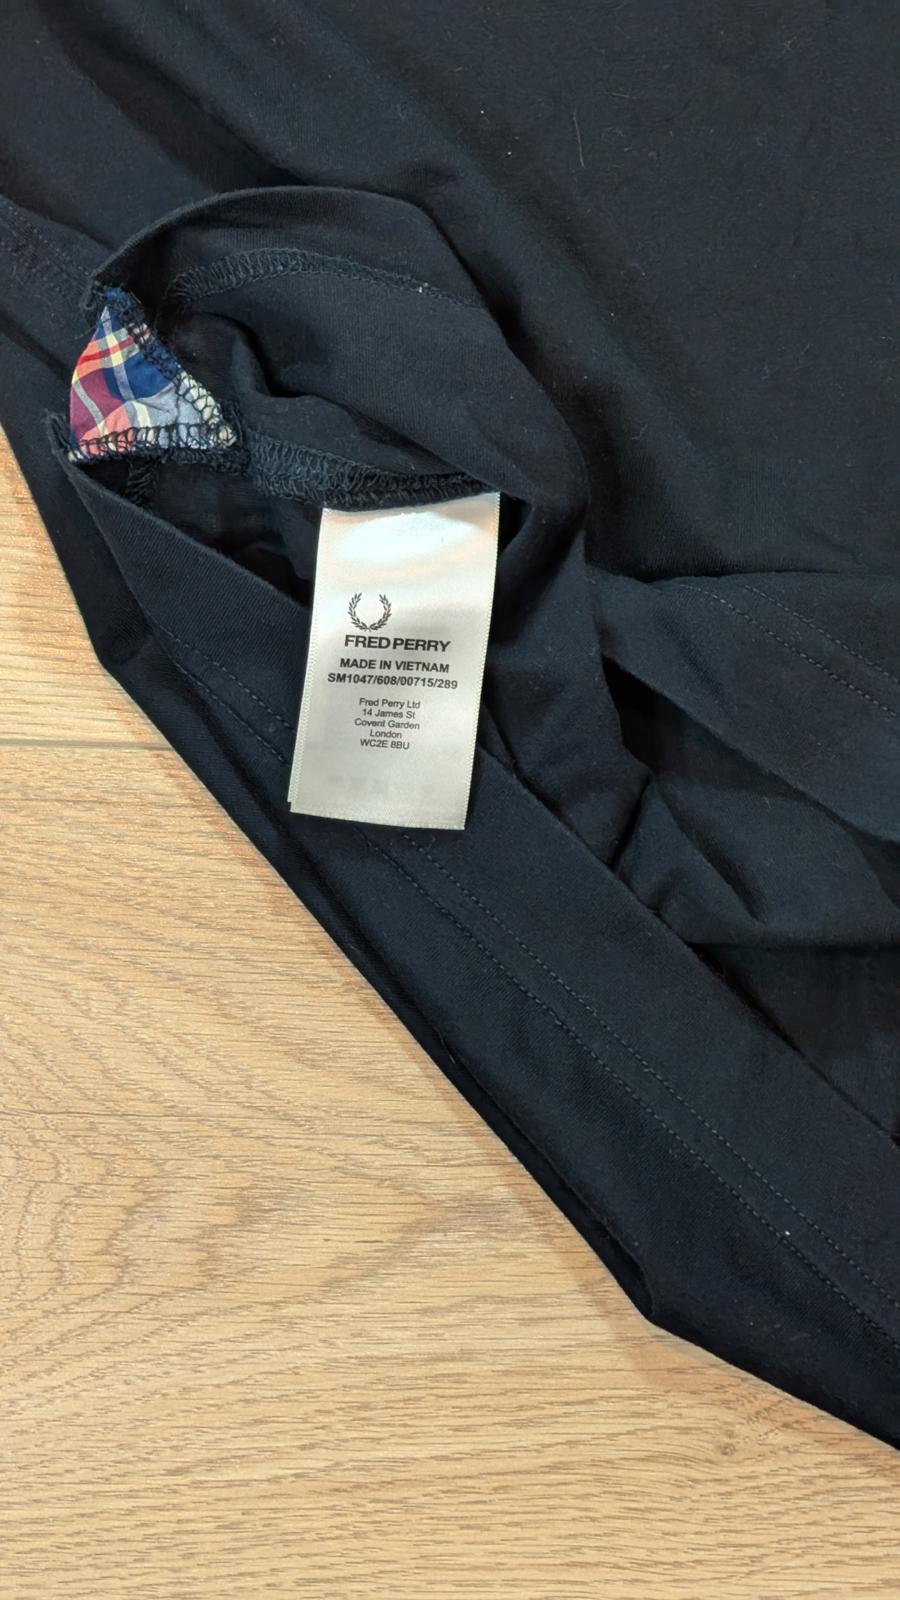 FRED PERRY
MADE IN VIETNAM
SM1047/608/00715/289
Fred Perry Ltd
14 James St
Covent Garden
London
WC2E 8BU